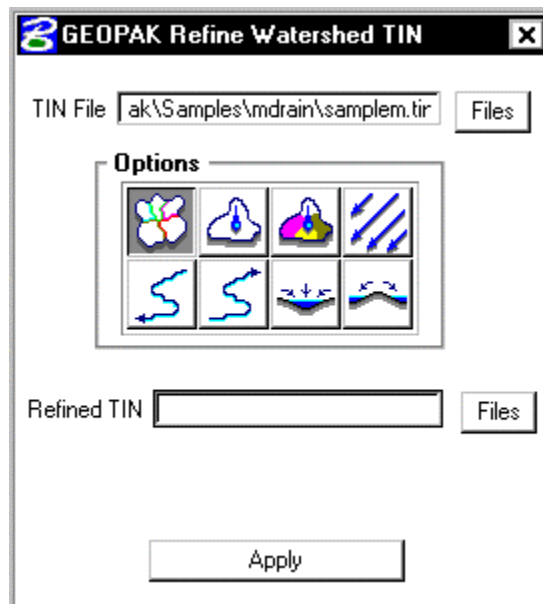 GEOPAK Refine Watershed TIN
TIN File ak\Samples\mdrain\samplem.tin Files
Options
Refined TIN Files
Apply